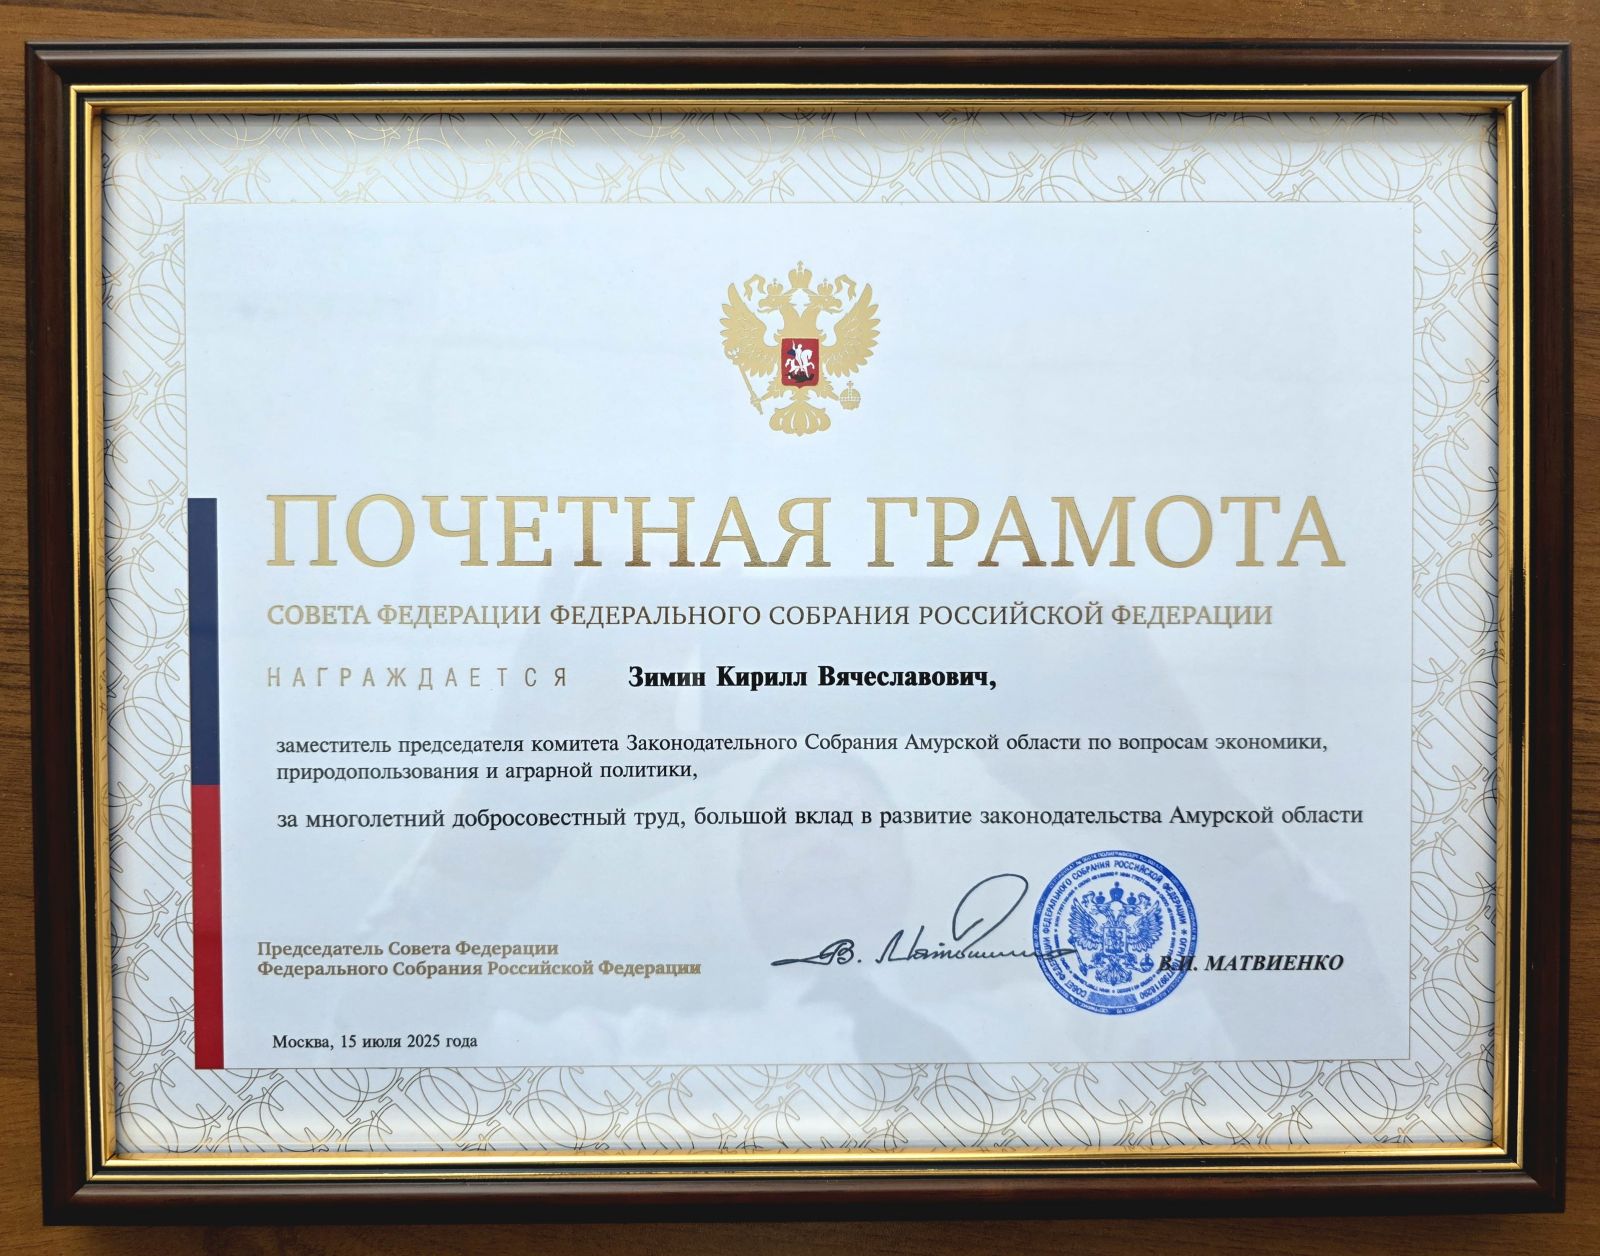 ПОЧЕТНАЯ ГРАМОТА
СОВЕТА ФЕДЕРАЦИИ ФЕДЕРАЛЬНОГО СОБРАНИЯ РОССИЙСКОЙ ФЕДЕРАЦИИ
НАГРАЖДАЕТСЯ Зимин Кирилл Вячеславович,
заместитель председателя комитета Законодательного Собрания Амурской области по вопросам экономики,
природопользования и аграрной политики,
за многолетний добросовестный труд, большой вклад в развитие законодательства Амурской области
Председатель Совета Федерации
Федерального Собрания Российской Федерации
В.И. МАТВИЕНКО
Москва, 15 июля 2025 года